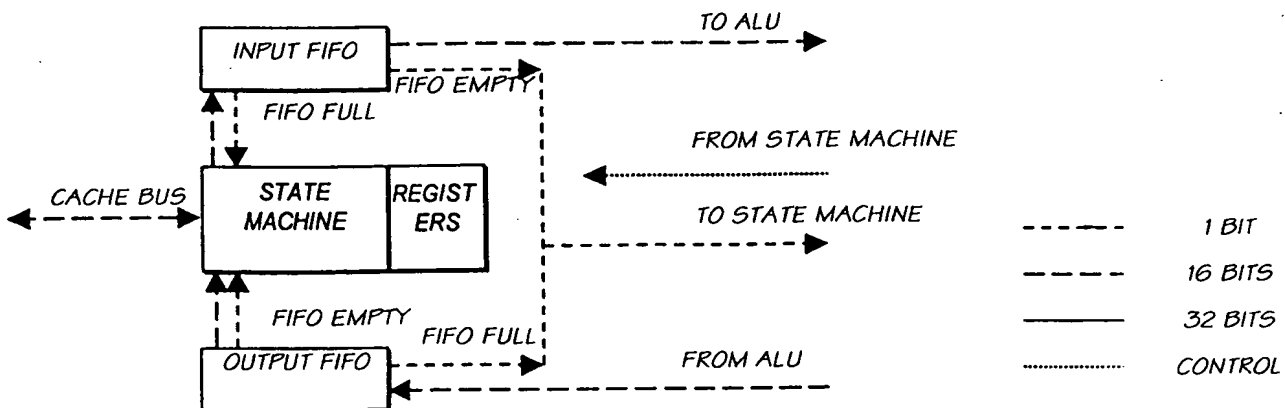 TO ALU
INPUT FIFO
FIFO EMPTY
FIFO FULL
FROM STATE MACHINE
CACHE BUS
STATE
MACHINE
REGIST
ERS
TO STATE MACHINE
1 BIT
16 BITS
FIFO EMPTY
FIFO FULL
32 BITS
OUTPUT FIFO
FROM ALU
CONTROL